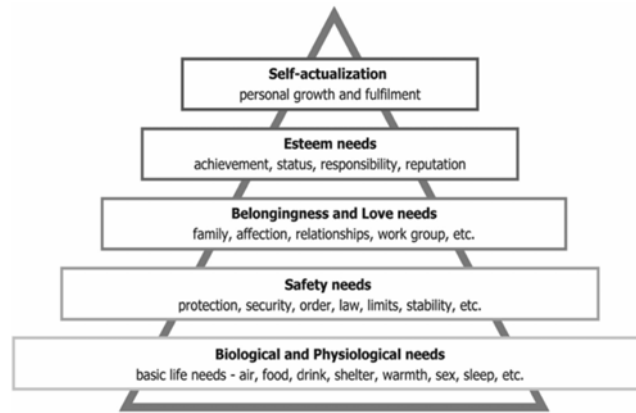 Self-actualization
personal growth and fulfilment
Esteem needs
achievement, status, responsibility, reputation
Belongingness and Love needs
family, affection, relationships, work group, etc.
Safety needs
protection, security, order, law, limits, stability, etc.
Biological and Physiological needs
basic life needs - air, food, drink, shelter, warmth, sex, sleep, etc.